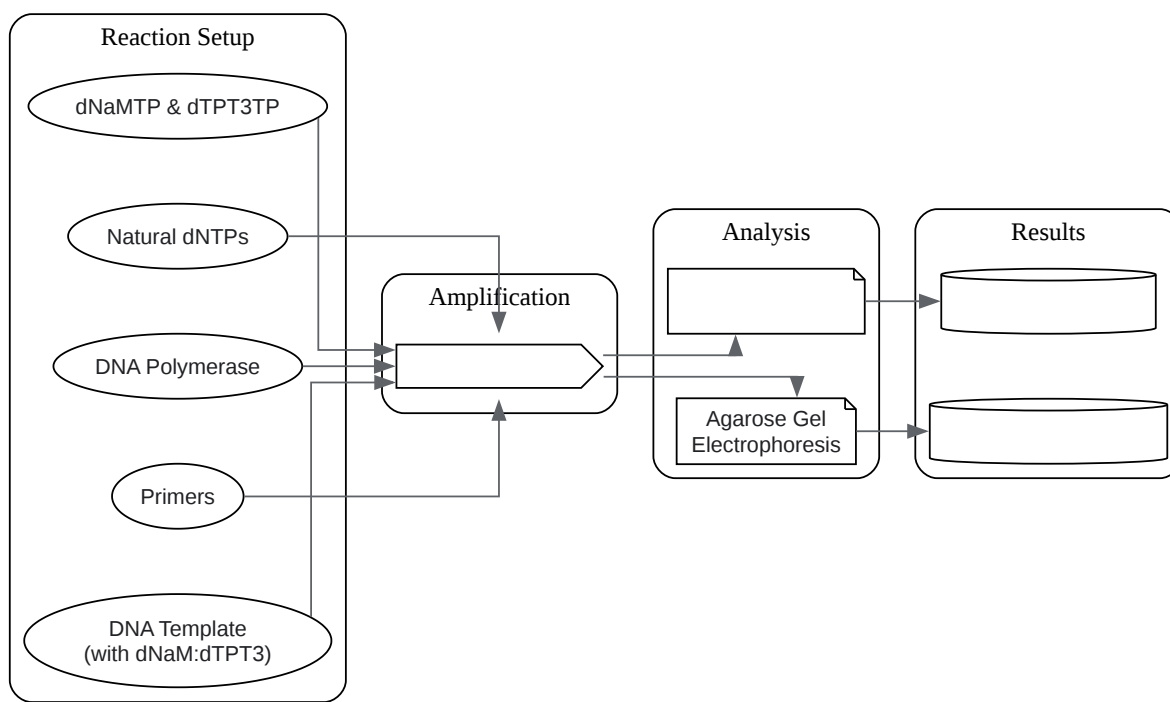 Reaction Setup
dNaMTP & dTPT3TP
Natural dNTPs
DNA Polymerase
Primers
DNA Template
(with dNaM:dTPT3)
Amplification
Analysis
Agarose Gel
Electrophoresis
Results